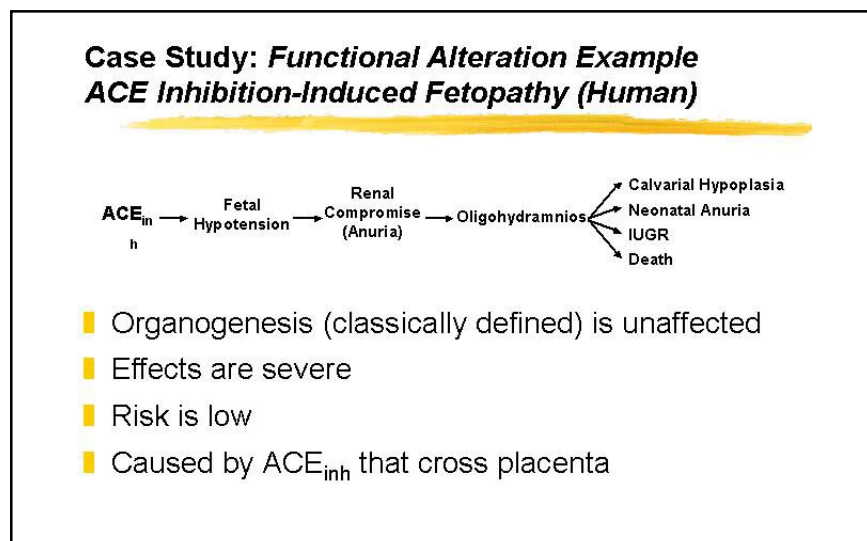 Case Study: Functional Alteration Example
ACE Inhibition-Induced Fetopathy (Human)
ACEin
h
Fetal
Hypotension
Renal
Compromise
(Anuria)
Oligohydramnios
Calvarial Hypoplasia
Neonatal Anuria
IUGR
Death
Organogenesis (classically defined) is unaffected
Effects are severe
Risk is low
Caused by ACEinh that cross placenta